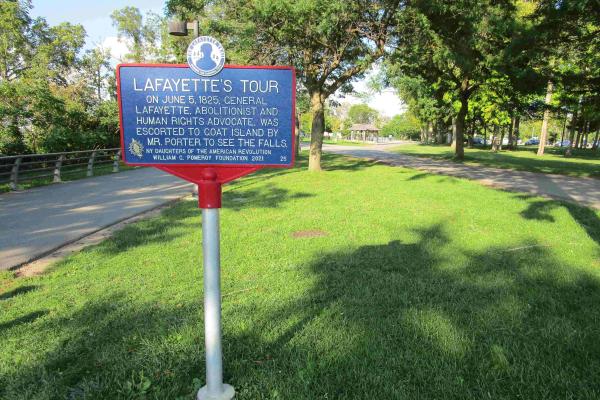 LAFAYETTE'S TOUR
ON JUNE 5, 1825, GENERAL
LAFAYETTE, ABOLITIONIST AND
HUMAN RIGHTS ADVOCATE, WAS
ESCORTED TO GOAT ISLAND BY
MR. PORTER TO SEE THE FALLS.
NY DAUGHTERS OF THE AMERICAN REVOLUTION
WILLIAM G. POMEROY FOUNDATION 2021 25